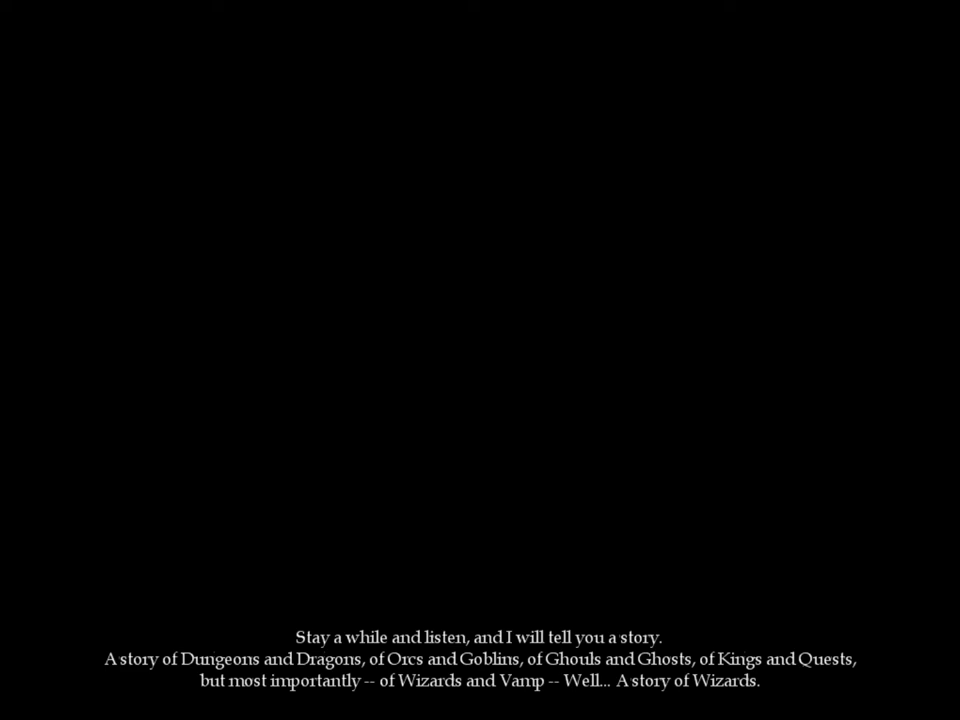 Stay a while and listen, and I will tell you a story.
A story of Dungeons and Dragons, of Orcs and Goblins, of Ghouls and Ghosts, of Kings and Quests,
but most importantly -- of Wizards and Vamp -- Well... A story of Wizards.